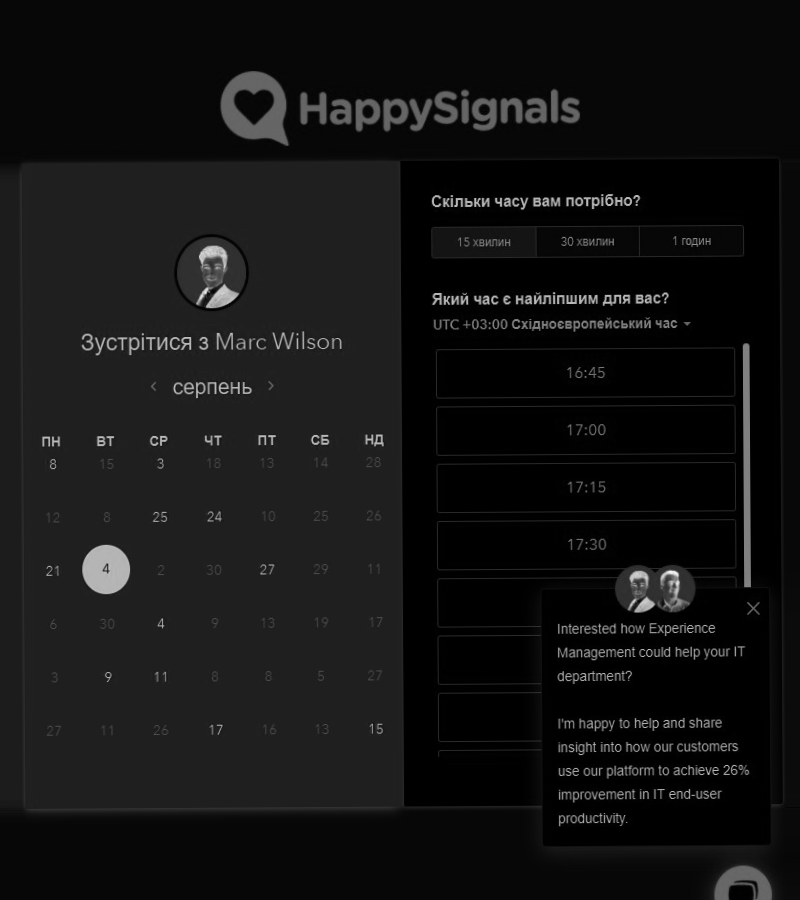 HappySignals
Зустрітися з Marc Wilson
серпень
ПН ВТ СР ЧТ ПТ СБ НД
8 15 3 18 13 14 28
12 8 25 24 10 25 26
21 4 2 30 27 29 11
6 30 4 9 13 19 17
3 9 11 8 8 5 27
27 11 26 17 16 13 15
Скільки часу вам потрібно?
15 хвилин 30 хвилин 1 годин
Який час є найліпшим для вас?
UTC +03:00 Східноєвропейський час
16:45
17:00
17:15
17:30
Interested how Experience
Management could help your IT
department?
I'm happy to help and share
insight into how our customers
use our platform to achieve 26%
improvement in IT end-user
productivity.